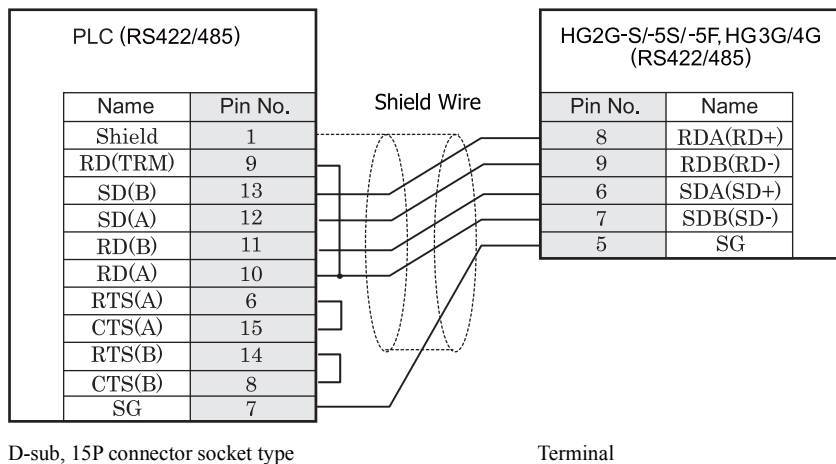 PLC (RS422/485)
Name Pin No.
Shield 1
RD(TRM) 9
SD(B) 13
SD(A) 12
RD(B) 11
RD(A) 10
RTS(A) 6
CTS(A) 15
RTS(B) 14
CTS(B) 8
SG 7
Shield Wire
HG2G-S/-5S/-5F, HG3G/4G
(RS422/485)
Pin No. Name
8 RDA(RD+)
9 RDB(RD-)
6 SDA(SD+)
7 SDB(SD-)
5 SG
D-sub, 15P connector socket type
Terminal